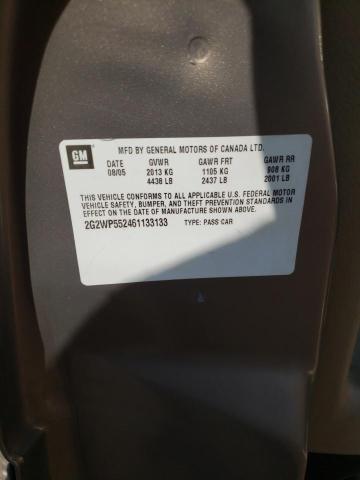 GM
MFD BY GENERAL MOTORS OF CANADA LTD.
DATE GVWR GAWR FRT GAWR RR
08/05 2013 KG 1105 KG 908 KG
4438 LB 2437 LB 2001 LB
THIS VEHICLE CONFORMS TO ALL APPLICABLE U.S. FEDERAL MOTOR
VEHICLE SAFETY, BUMPER, AND THEFT PREVENTION STANDARDS IN
EFFECT ON THE DATE OF MANUFACTURE SHOWN ABOVE.
2G2WP552461133133 TYPE: PASS CAR